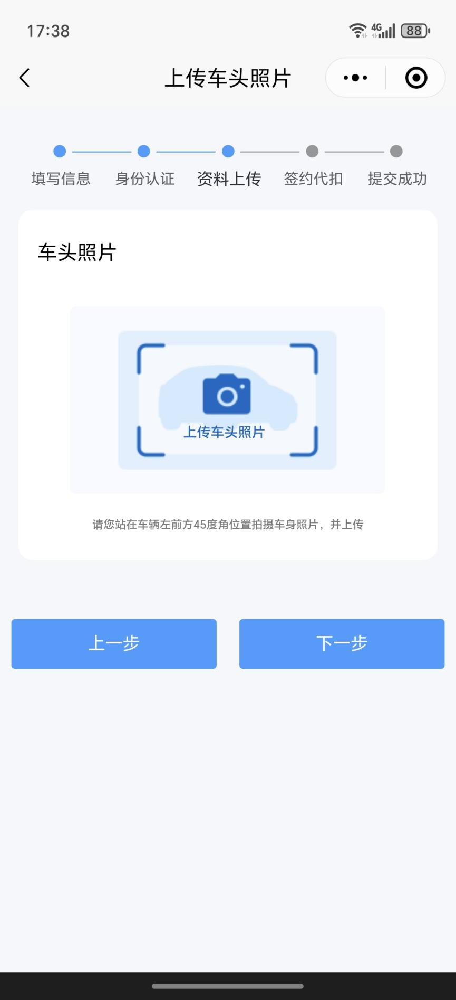 17:38
4G
88
上传车头照片
填写信息
身份认证
资料上传
签约代扣
提交成功
车头照片
上传车头照片
请您站在车辆左前方45度角位置拍摄车身照片，并上传
上一步
下一步